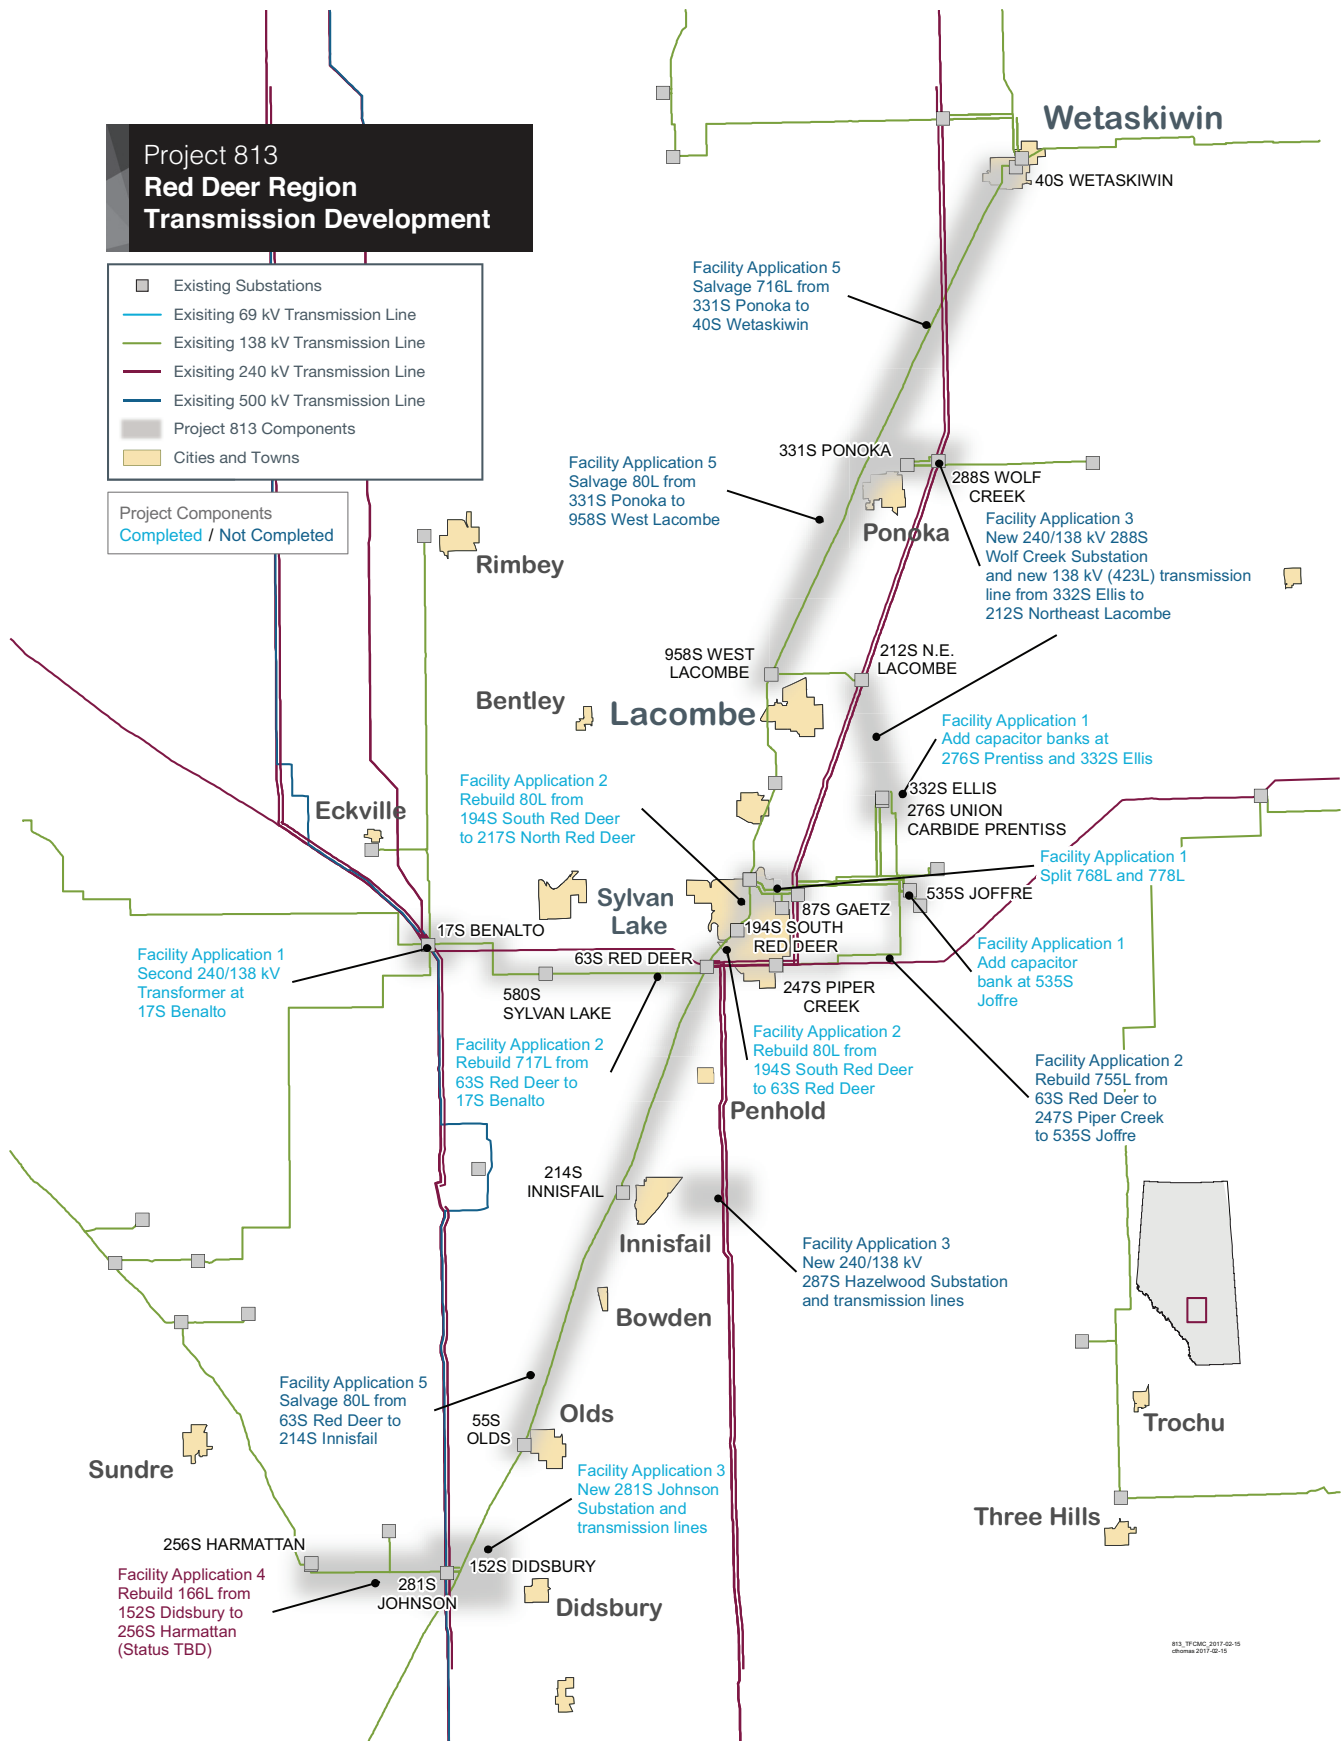 Project 813
Red Deer Region
Transmission Development
Existing Substations
Exisiting 69 kV Transmission Line
Exisiting 138 kV Transmission Line
Exisiting 240 kV Transmission Line
Exisiting 500 kV Transmission Line
Project 813 Components
Cities and Towns
Project Components
Completed / Not Completed
Wetaskiwin
40S WETASKIWIN
Facility Application 5
Salvage 716L from
331S Ponoka to
40S Wetaskiwin
331S PONOKA
288S WOLF
CREEK
Ponoka
Facility Application 5
Salvage 80L from
331S Ponoka to
958S West Lacombe
Facility Application 3
New 240/138 kV 288S
Wolf Creek Substation
and new 138 kV (423L) transmission
line from 332S Ellis to
212S Northeast Lacombe
Rimbey
958S WEST
LACOMBE
212S N.E.
LACOMBE
Bentley
Lacombe
Facility Application 1
Add capacitor banks at
276S Prentiss and 332S Ellis
Facility Application 2
Rebuild 80L from
194S South Red Deer
to 217S North Red Deer
332S ELLIS
276S UNION
CARBIDE PRENTISS
Eckville
Facility Application 1
Split 768L and 778L
Sylvan
Lake
535S JOFFRE
87S GAETZ
194S SOUTH
RED DEER
17S BENALTO
63S RED DEER
Facility Application 1
Second 240/138 kV
Transformer at
17S Benalto
Facility Application 1
Add capacitor
bank at 535S
Joffre
580S
SYLVAN LAKE
247S PIPER
CREEK
Facility Application 2
Rebuild 717L from
63S Red Deer to
17S Benalto
Facility Application 2
Rebuild 80L from
194S South Red Deer
to 63S Red Deer
Facility Application 2
Rebuild 755L from
63S Red Deer to
247S Piper Creek
to 535S Joffre
Penhold
214S
INNISFAIL
Innisfail
Facility Application 3
New 240/138 kV
287S Hazelwood Substation
and transmission lines
Bowden
Facility Application 5
Salvage 80L from
63S Red Deer to
214S Innisfail
55S
OLDS
Olds
Trochu
Sundre
Facility Application 3
New 281S Johnson
Substation and
transmission lines
Three Hills
256S HARMATTAN
152S DIDSBURY
281S
JOHNSON
Facility Application 4
Rebuild 166L from
152S Didsbury to
256S Harmattan
(Status TBD)
Didsbury
813_TFCMC_2017-02-15
cthomas 2017-02-15